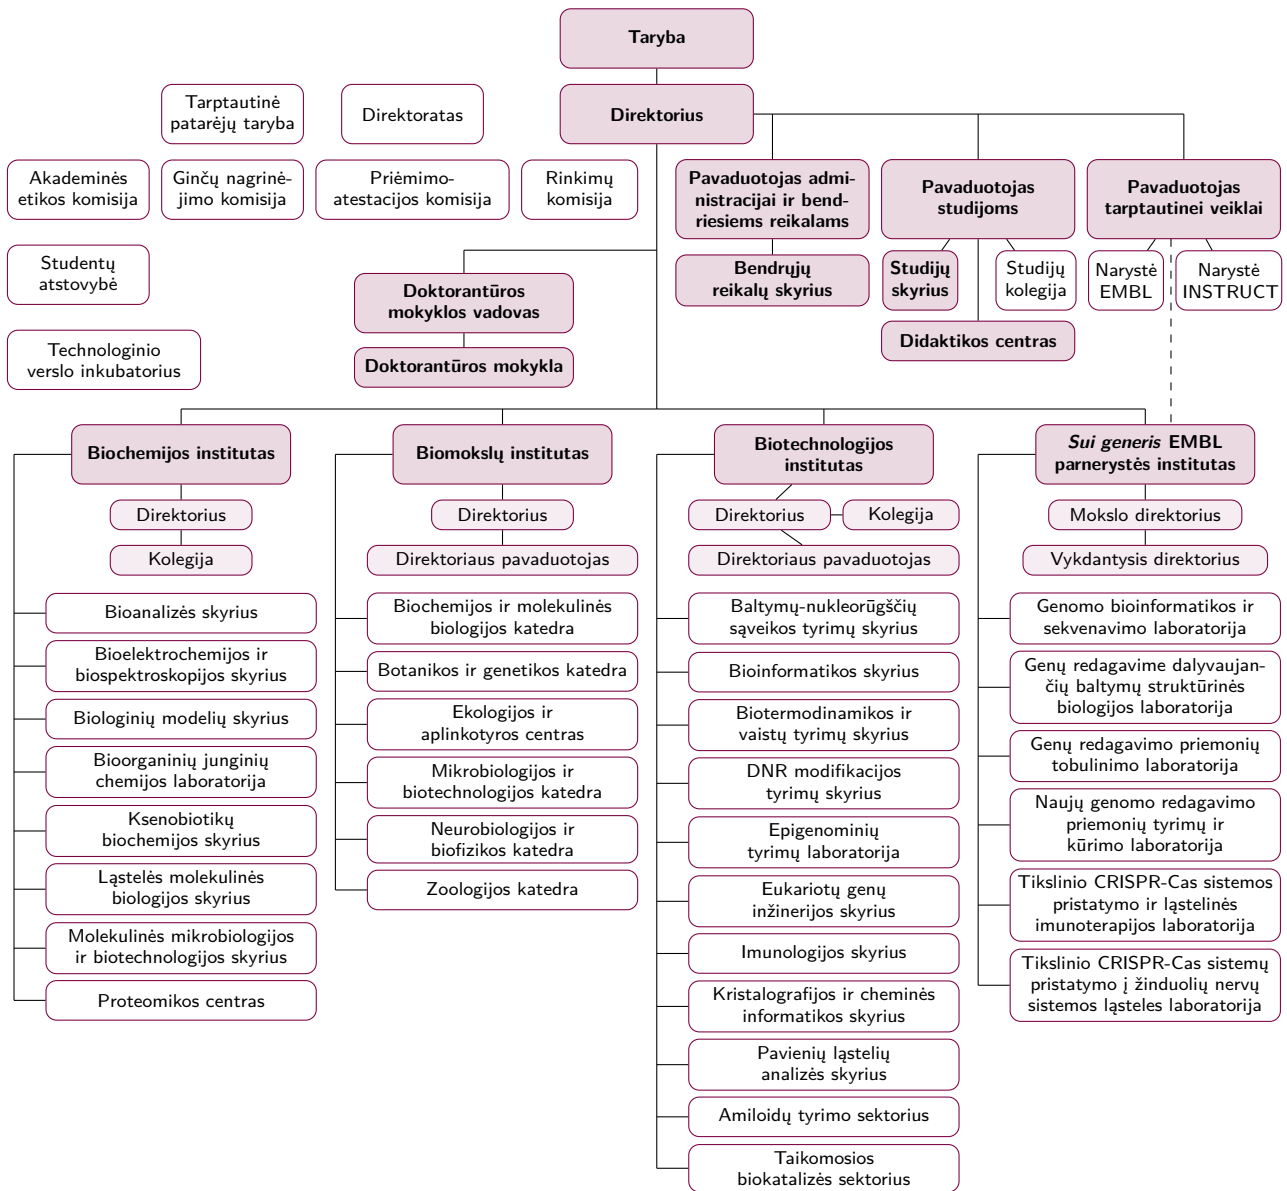 Taryba
Tarptautinė
patarėjų taryba
Direktoratas
Direktorius
Akademinės
etikos komisija
Ginčų nagrinė-
jimo komisija
Priėmimo-
atestacijos komisija
Rinkimų
komisija
Pavaduotojas admi-
nistracijai ir bend-
riesiems reikalams
Pavaduotojas
studijoms
Pavaduotojas
tarptautinei veiklai
Studentų
atstovybė
Bendrųjų
reikalų skyrius
Studijų
skyrius
Studijų
kolegija
Narystė
EMBL
Narystė
INSTRUCT
Doktorantūros
mokyklos vadovas
Didaktikos centras
Technologinio
verslo inkubatorius
Doktorantūros mokykla
Biochemijos institutas
Direktorius
Kolegija
Bioanalizės skyrius
Bioelektrochemijos ir
biospektroskopijos skyrius
Biologinių modelių skyrius
Bioorganinių junginių
chemijos laboratorija
Ksenobiotikų
biochemijos skyrius
Ląstelės molekulinės
biologijos skyrius
Molekulinės mikrobiologijos
ir biotechnologijos skyrius
Proteomikos centras
Biomokslų institutas
Direktorius
Direktoriaus pavaduotojas
Biochemijos ir molekulinės
biologijos katedra
Botanikos ir genetikos katedra
Ekologijos ir
aplinkotyros centras
Mikrobiologijos ir
biotechnologijos katedra
Neurobiologijos ir
biofizikos katedra
Zoologijos katedra
Biotechnologijos
institutas
Direktorius
Kolegija
Direktoriaus pavaduotojas
Baltymų-nukleorūgščių
sąveikos tyrimų skyrius
Bioinformatikos skyrius
Biotermodinamikos ir
vaistų tyrimų skyrius
DNR modifikacijos
tyrimų skyrius
Epigenominių
tyrimų laboratorija
Eukariotų genų
inžinerijos skyrius
Imunologijos skyrius
Kristalografijos ir cheminės
informatikos skyrius
Pavienių ląstelių
analizės skyrius
Amiloidų tyrimo sektorius
Taikomosios
biokatalizės sektorius
Sui generis EMBL
parnerystės institutas
Mokslo direktorius
Vykdantysis direktorius
Genomo bioinformatikos ir
sekvenavimo laboratorija
Genų redagavime dalyvaujan-
čių baltymų struktūrinės
biologijos laboratorija
Genų redagavimo priemonių
tobulinimo laboratorija
Naujų genomo redagavimo
priemonių tyrimų ir
kūrimo laboratorija
Tikslinio CRISPR-Cas sistemos
pristatymo ir ląstelinės
imunoterapijos laboratorija
Tikslinio CRISPR-Cas sistemų
pristatymo į žinduolių nervų
sistemos ląsteles laboratorija